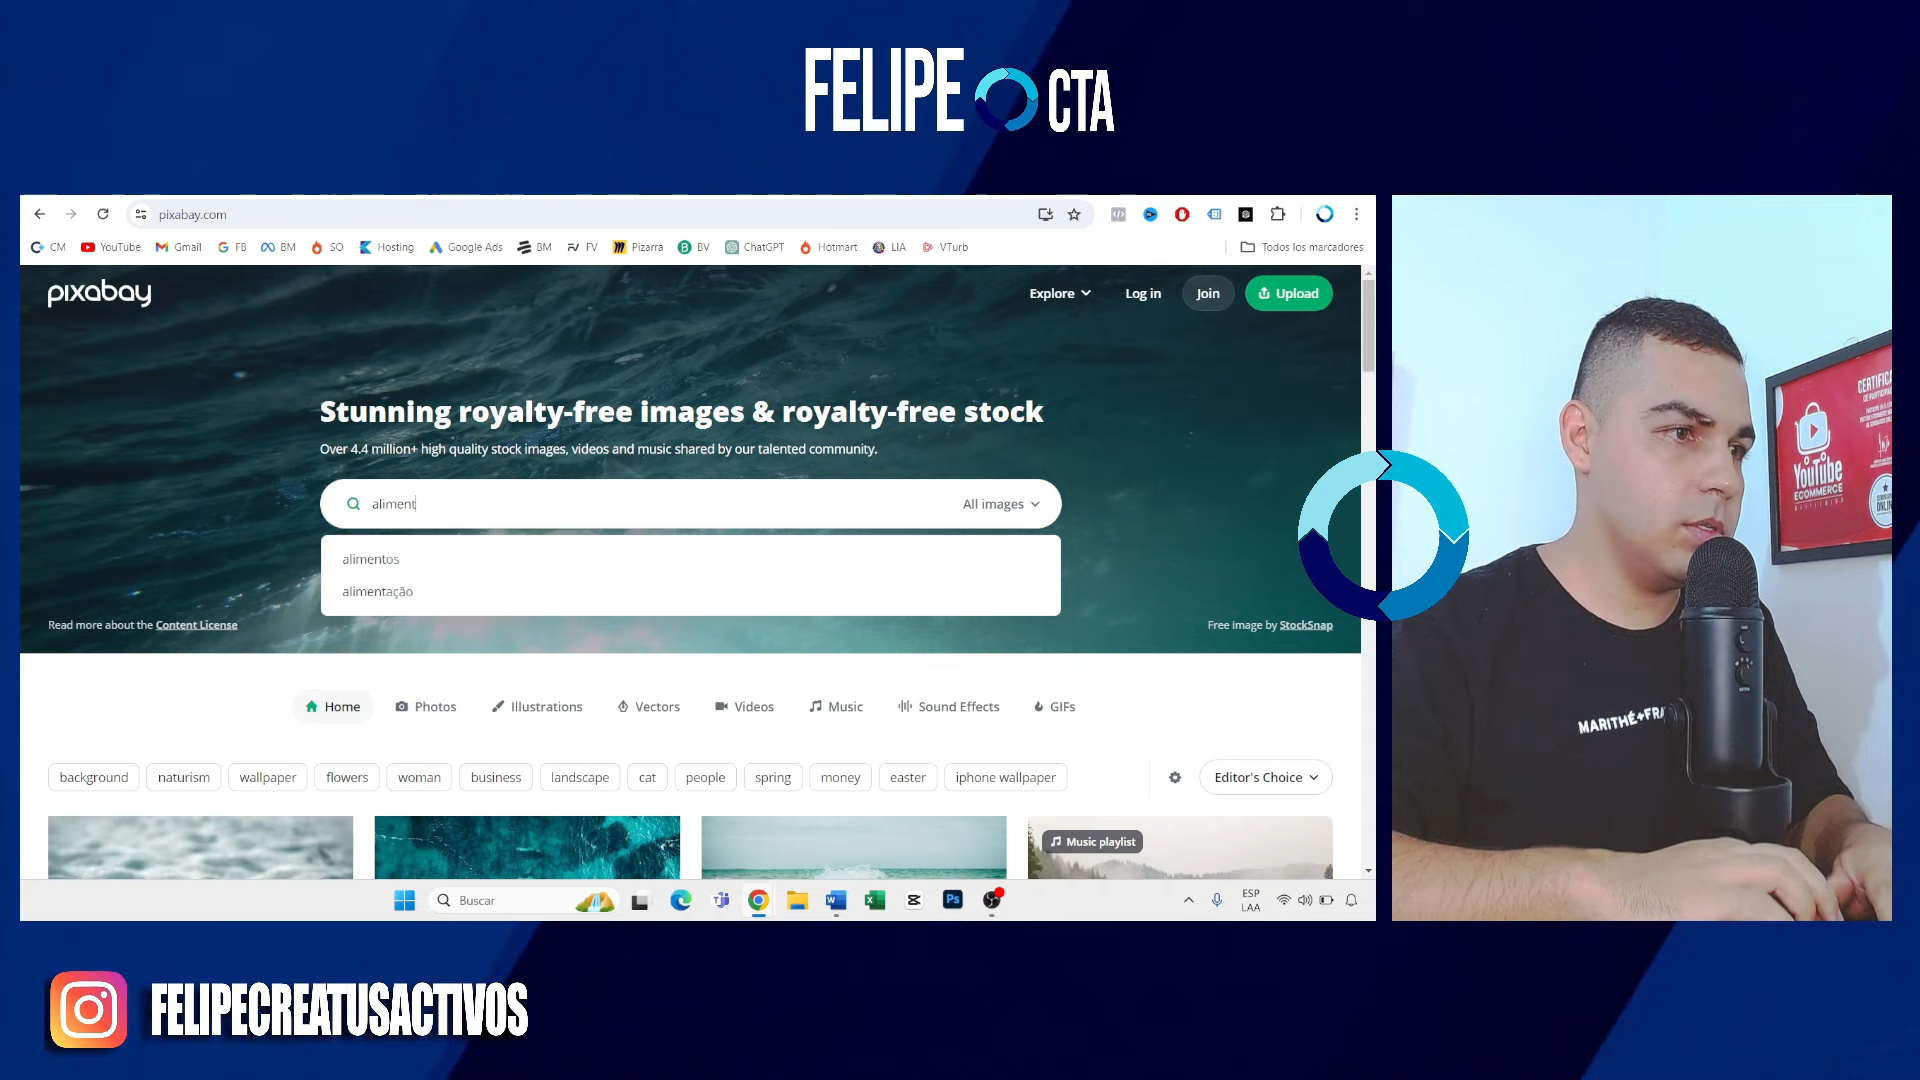 FELIPE CTA
pixabay.com
CM YouTube Gmail FB BM SO Hosting Google Ads BM FV Pizarra BV ChatGPT Hotmart LIA VTurb Todos los marcadores
pixabay
Explore Log in Join Upload
Stunning royalty-free images & royalty-free stock
Over 4.4 million+ high quality stock images, videos and music shared by our talented community.
aliment All images
alimentos
alimentação
Read more about the Content License Free image by StockSnap
Home Photos Illustrations Vectors Videos Music Sound Effects GIFs
background naturism wallpaper flowers woman business landscape cat people spring money easter iphone wallpaper Editor's Choice
Music playlist
Buscar
ESP
LAA
CERTIFIC
YouTube
ECOMMERCE
ONLIN
MARITHÉ+FRA
FELIPECREATUSACTIVOS